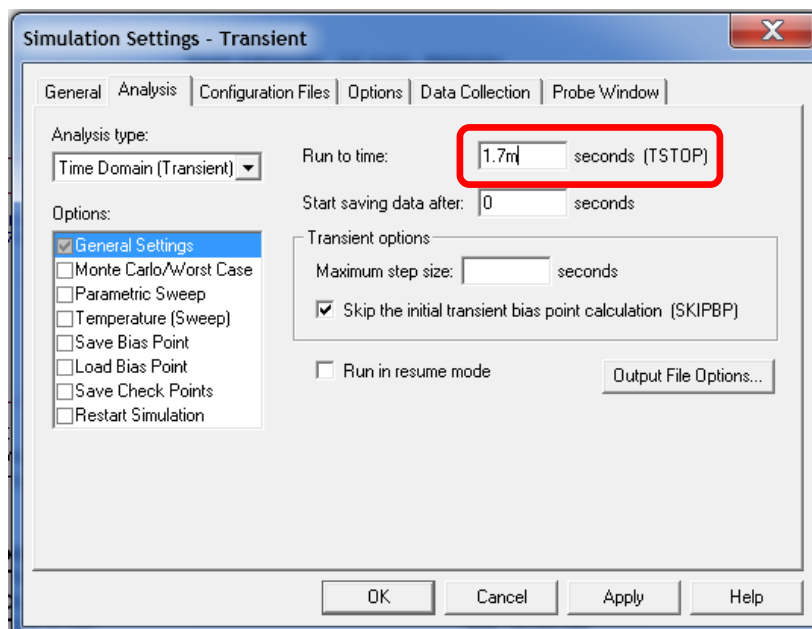 Simulation Settings - Transient
General Analysis Configuration Files Options Data Collection Probe Window
Analysis type:
Time Domain (Transient)
Options:
General Settings
Monte Carlo/Worst Case
Parametric Sweep
Temperature (Sweep)
Save Bias Point
Load Bias Point
Save Check Points
Restart Simulation
Run to time: 1.7m seconds (TSTOP)
Start saving data after: 0 seconds
Transient options
Maximum step size: seconds
Skip the initial transient bias point calculation (SKIPBP)
Run in resume mode
Output File Options...
OK Cancel Apply Help